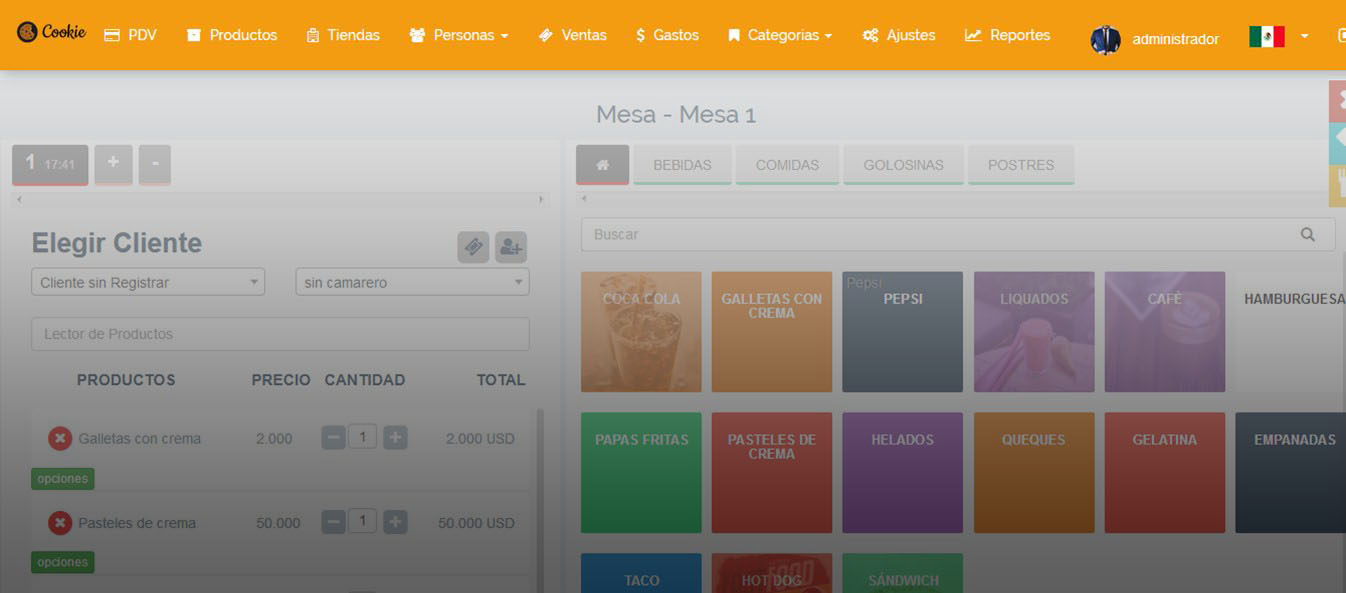 Cookie PDV Productos Tiendas Personas Ventas Gastos Categorias Ajustes Reportes administrador
Mesa - Mesa 1
1 17:41 + -
BEBIDAS COMIDAS GOLOSINAS POSTRES
Elegir Cliente
Buscar
Cliente sin Registrar sin camarero
Lector de Productos
PRODUCTOS PRECIO CANTIDAD TOTAL
Galletas con crema 2.000 1 2.000 USD
opciones
Pasteles de crema 50.000 1 50.000 USD
opciones
COCA COLA
GALLETAS CON
CREMA
Pepsi
PEPSI
LIQUADOS
CAFÉ
HAMBURGUESA
PAPAS FRITAS
PASTELES DE
CREMA
HELADOS
QUEQUES
GELATINA
EMPANADAS
TACO
HOT DOG
SÁNDWICH